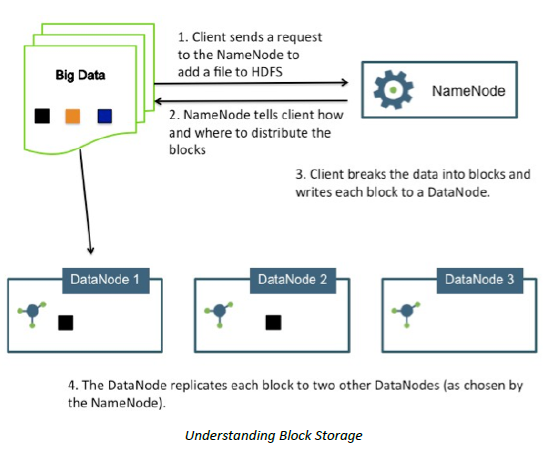 1. Client sends a request
to the NameNode to
add a file to HDFS
Big Data
NameNode
2. NameNode tells client how
and where to distribute the
blocks
3. Client breaks the data into blocks and
writes each block to a DataNode.
DataNode 1
DataNode 2
DataNode 3
4. The DataNode replicates each block to two other DataNodes (as chosen by
the NameNode).
Understanding Block Storage